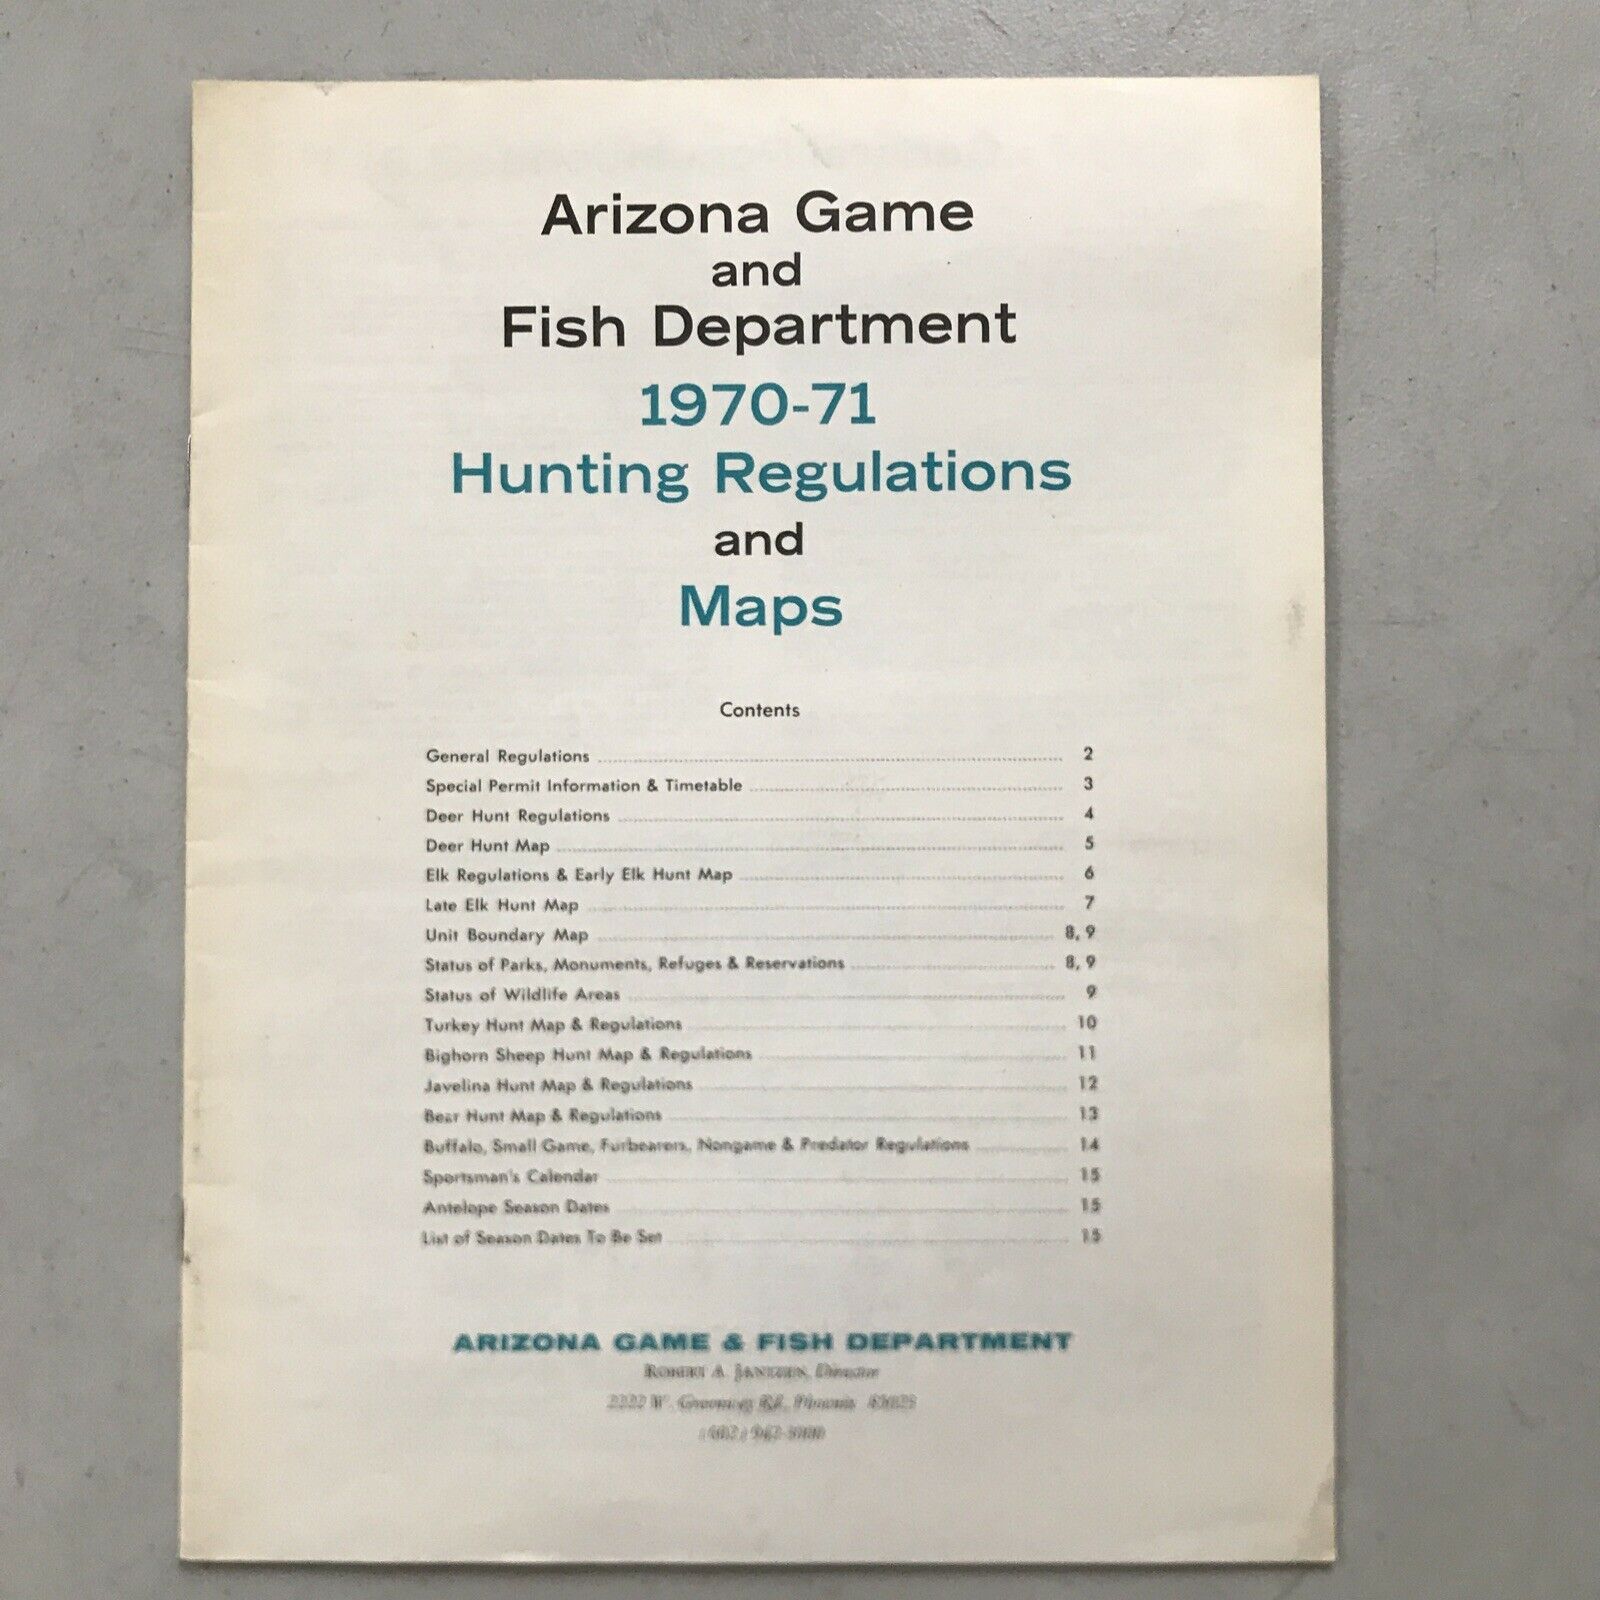 Arizona Game
and
Fish Department
1970-71
Hunting Regulations
and
Maps
Contents
General Regulations 2
Special Permit Information & Timetable 3
Deer Hunt Regulations 4
Deer Hunt Map 5
Elk Regulations & Early Elk Hunt Map 6
Late Elk Hunt Map 7
Unit Boundary Map 8, 9
Status of Parks, Monuments, Refuges & Reservations 8, 9
Status of Wildlife Areas 9
Turkey Hunt Map & Regulations 10
Bighorn Sheep Hunt Map & Regulations 11
Javelina Hunt Map & Regulations 12
Bear Hunt Map & Regulations 13
Buffalo, Small Game, Furbearers, Nongame & Predator Regulations 14
Sportsman's Calendar 15
Antelope Season Dates 15
List of Season Dates To Be Set 15
ARIZONA GAME & FISH DEPARTMENT
ROBERT A. JANTZEN, Director
2222 W. Greenway Rd., Phoenix